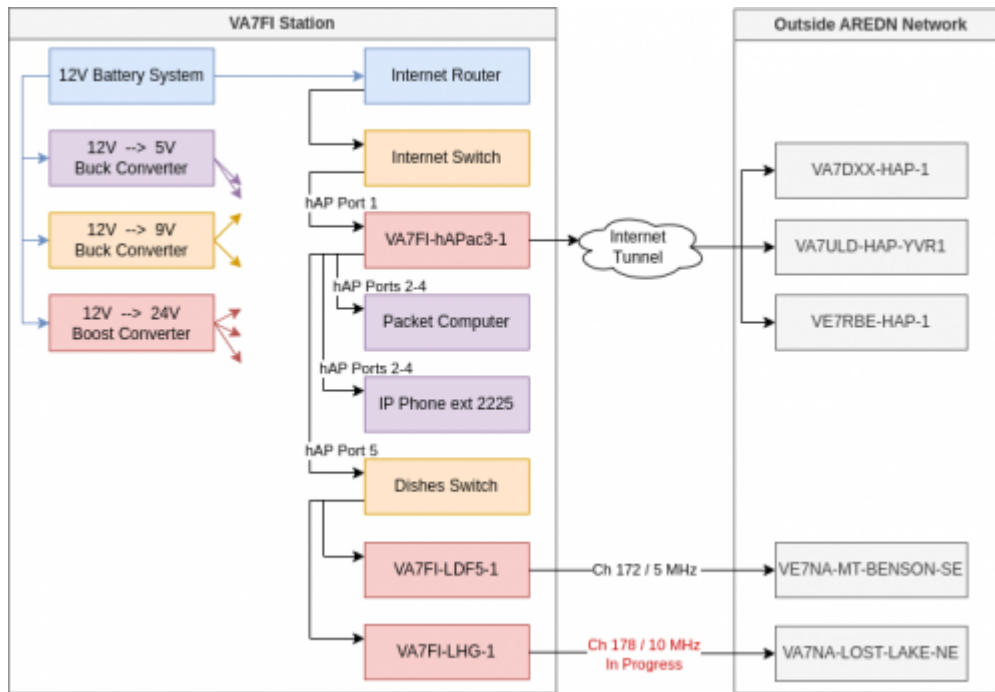 VA7FI Station
Outside AREDN Network
12V Battery System
Internet Router
12V --> 5V
Buck Converter
Internet Switch
hAP Port 1
12V --> 9V
Buck Converter
VA7FI-hAPac3-1
Internet
Tunnel
VA7DXX-HAP-1
VA7ULD-HAP-YVR1
VE7RBE-HAP-1
hAP Ports 2-4
12V --> 24V
Boost Converter
Packet Computer
hAP Ports 2-4
IP Phone ext 2225
hAP Port 5
Dishes Switch
VA7FI-LDF5-1
Ch 172 / 5 MHz
VE7NA-MT-BENSON-SE
VA7FI-LHG-1
Ch 178 / 10 MHz
In Progress
VA7NA-LOST-LAKE-NE